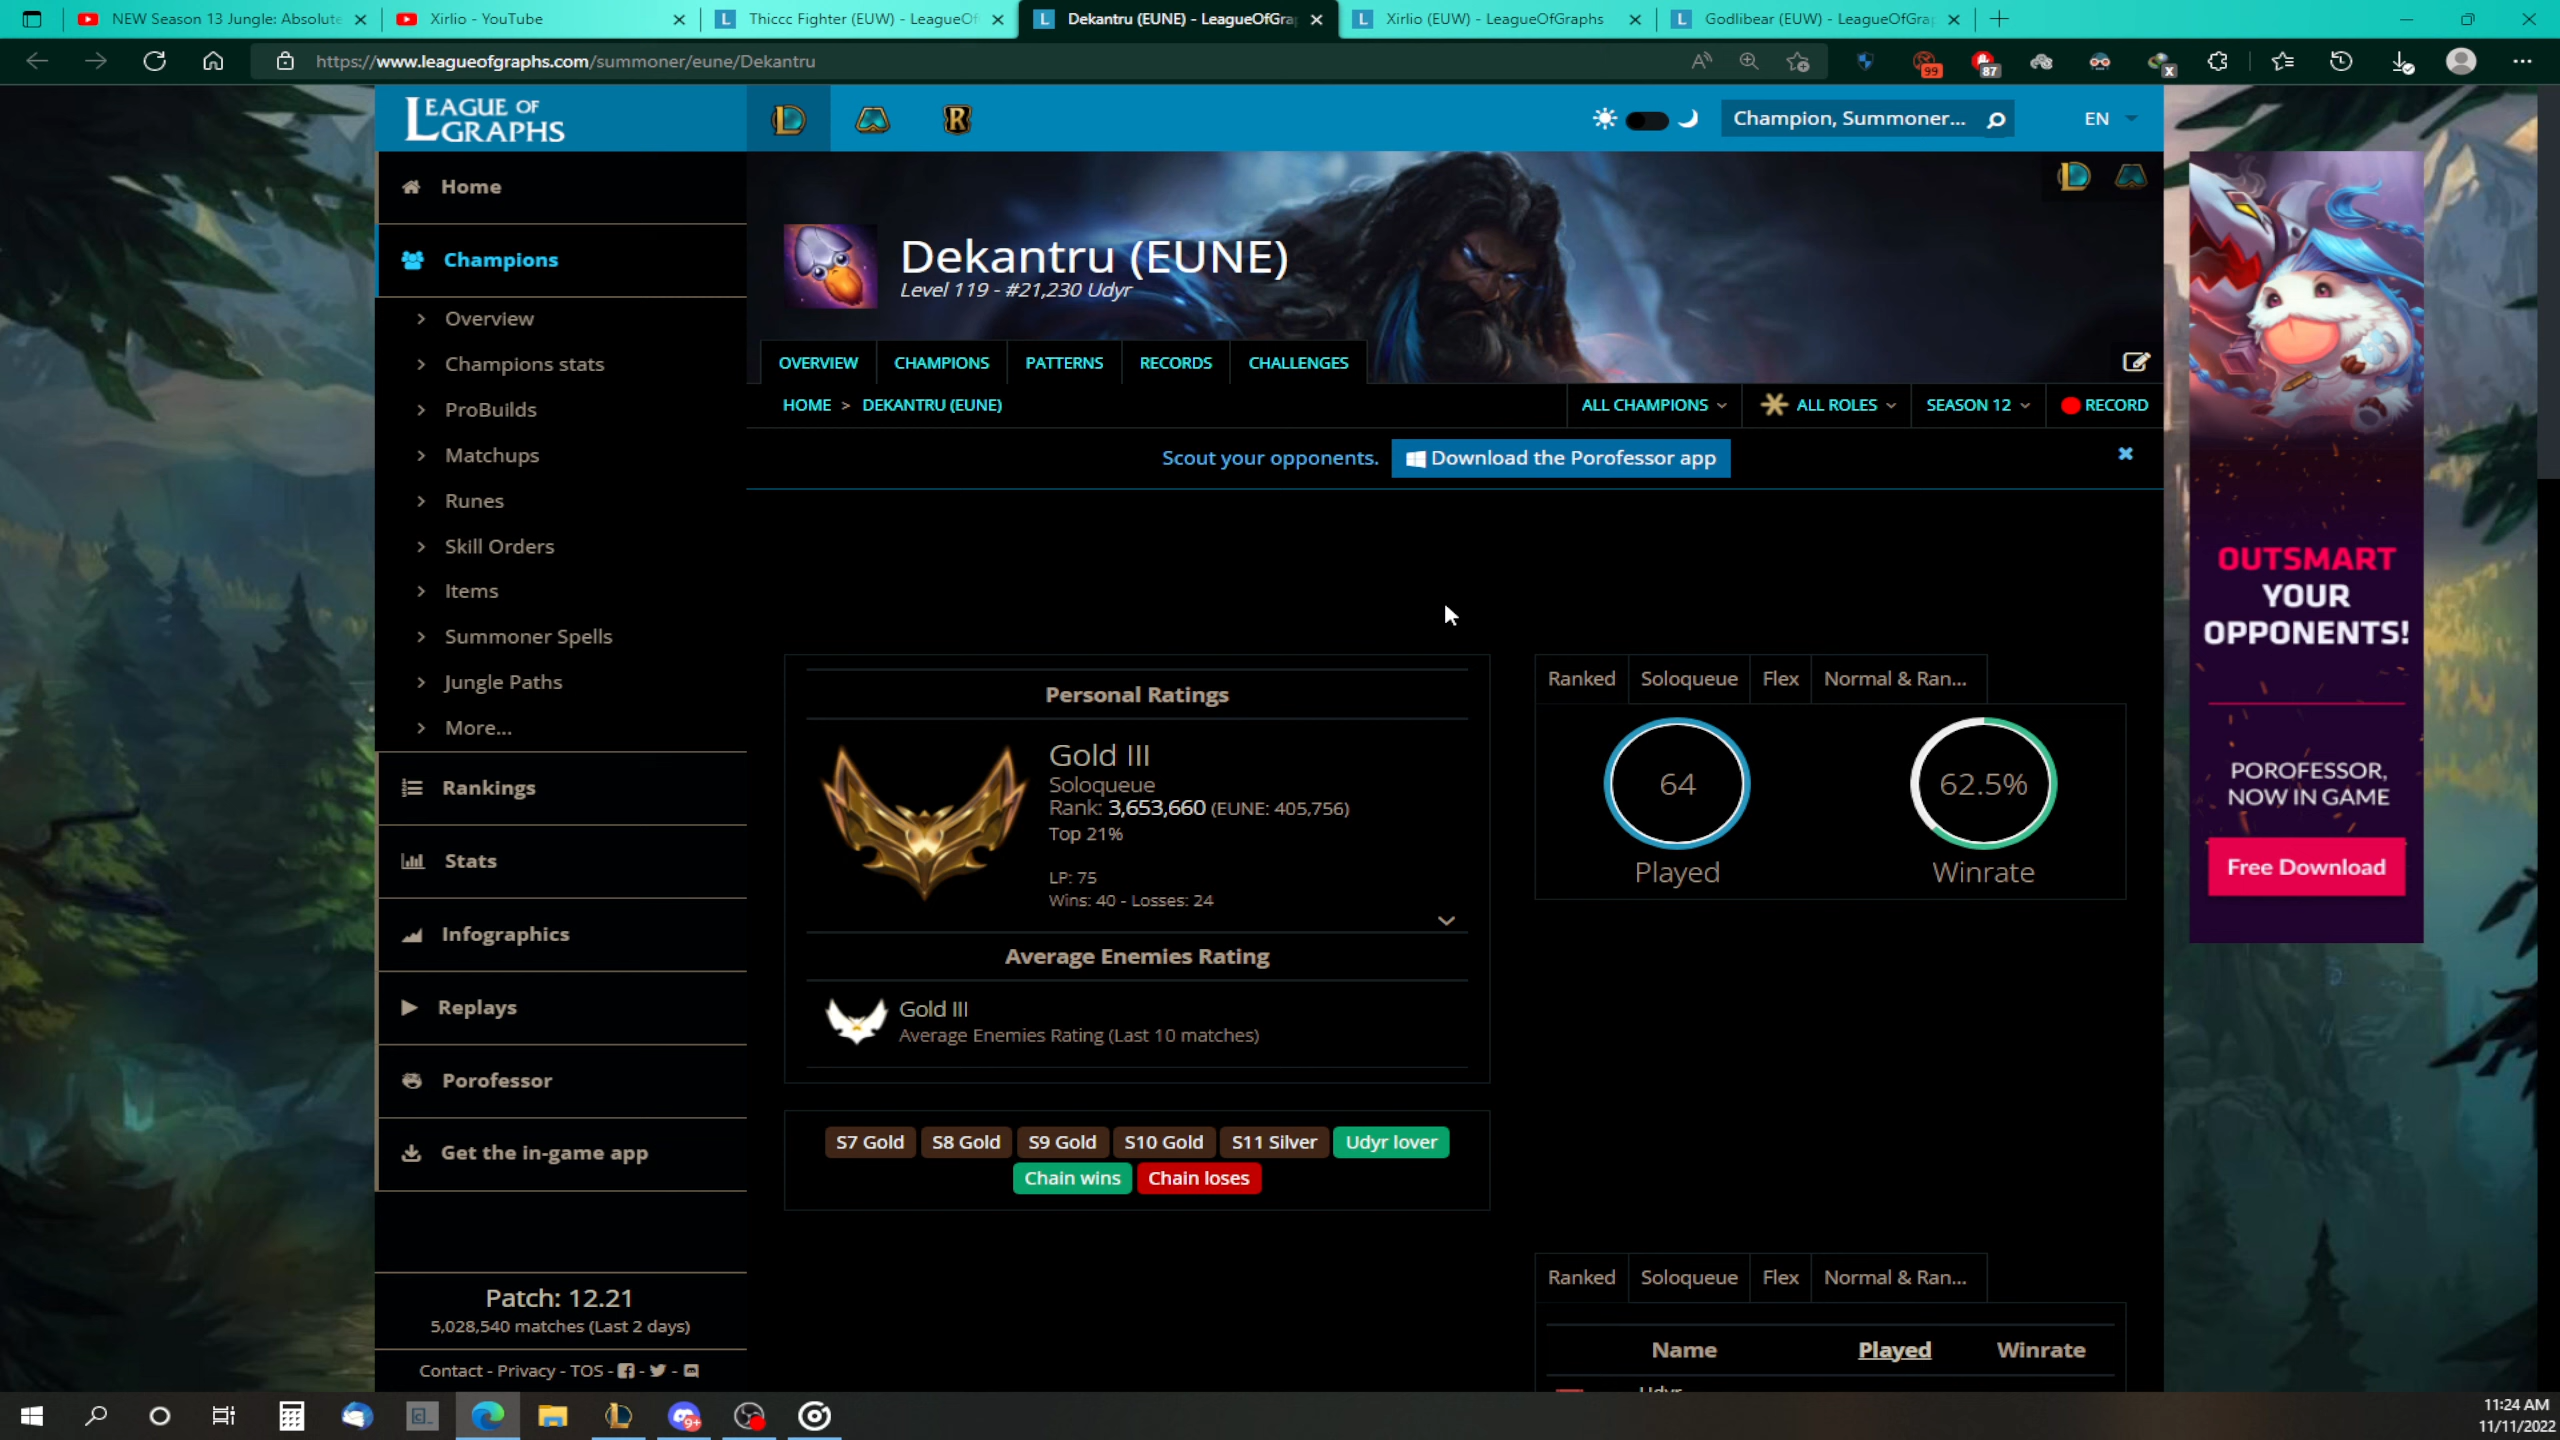 NEW Season 13 Jungle: Absolute
Xirlio - YouTube
Thiccc Fighter (EUW) - LeagueOf
Dekantru (EUNE) - LeagueOfGra
Xirlio (EUW) - LeagueOfGraphs
Godlibear (EUW) - LeagueOfGra
https://www.leagueofgraphs.com/summoner/eune/Dekantru
99
87
x
LEAGUE OF
GRAPHS
R
Champion, Summoner...
EN
Home
Champions
Overview
Champions stats
ProBuilds
Matchups
Runes
Skill Orders
Items
Summoner Spells
Jungle Paths
More...
Rankings
Stats
Infographics
Replays
Porofessor
Get the in-game app
Patch: 12.21
5,028,540 matches (Last 2 days)
Contact - Privacy - TOS -
Dekantru (EUNE)
Level 119 - #21,230 Udyr
OVERVIEW
CHAMPIONS
PATTERNS
RECORDS
CHALLENGES
HOME > DEKANTRU (EUNE)
ALL CHAMPIONS
ALL ROLES
SEASON 12
RECORD
Scout your opponents.
Download the Porofessor app
Personal Ratings
Gold III
Soloqueue
Rank: 3,653,660 (EUNE: 405,756)
Top 21%
LP: 75
Wins: 40 - Losses: 24
Average Enemies Rating
Gold III
Average Enemies Rating (Last 10 matches)
S7 Gold
S8 Gold
S9 Gold
S10 Gold
S11 Silver
Udyr lover
Chain wins
Chain loses
Ranked
Soloqueue
Flex
Normal & Ran...
64
Played
62.5%
Winrate
Ranked
Soloqueue
Flex
Normal & Ran...
Name
Played
Winrate
Udyr
OUTSMART
YOUR
OPPONENTS!
POROFESSOR,
NOW IN GAME
Free Download
9+
11:24 AM
11/11/2022